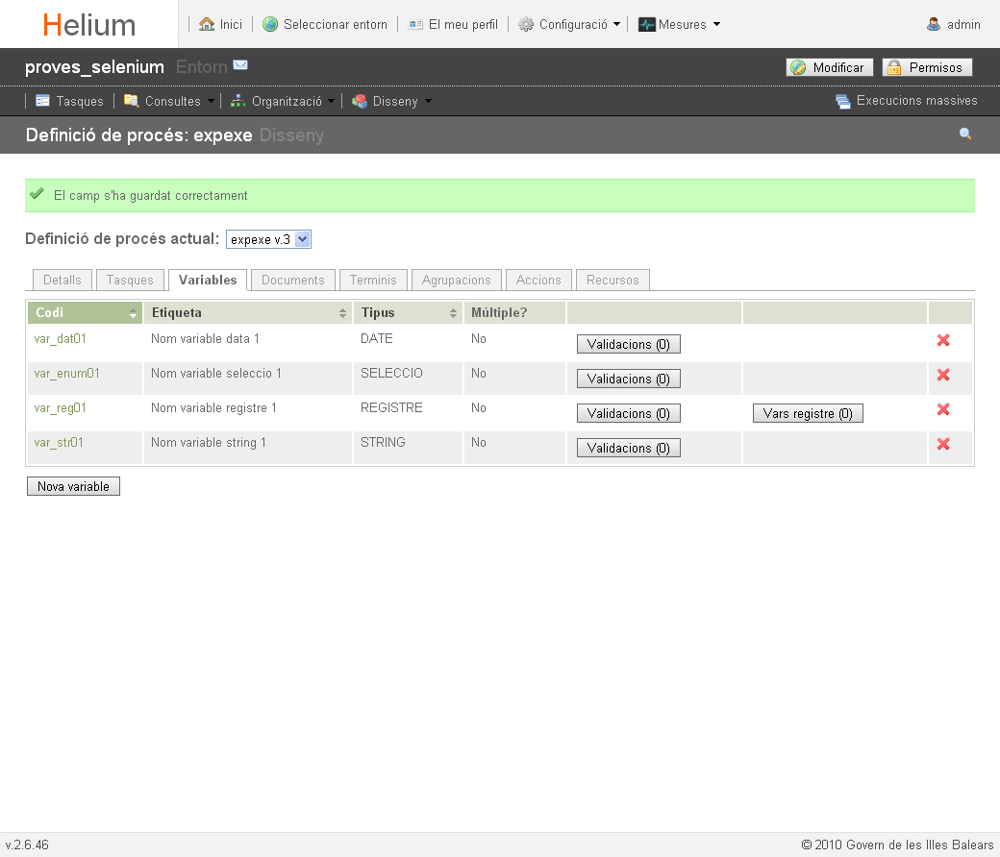 Helium
Inici
Seleccionar entorn
El meu perfil
Configuració
Mesures
admin
proves_selenium Entorn
Modificar
Permisos
Tasques
Consultes
Organització
Disseny
Execucions massives
Definició de procés: expexe Disseny
El camp s'ha guardat correctament
Definició de procés actual: expexe v.3
Detalls
Tasques
Variables
Documents
Terminis
Agrupacions
Accions
Recursos
Codi Etiqueta Tipus Múltiple?
var_dat01 Nom variable data 1 DATE No Validacions (0)
var_enum01 Nom variable seleccio 1 SELECCIO No Validacions (0)
var_reg01 Nom variable registre 1 REGISTRE No Validacions (0) Vars registre (0)
var_str01 Nom variable string 1 STRING No Validacions (0)
Nova variable
v.2.6.46
© 2010 Govern de les Illes Balears